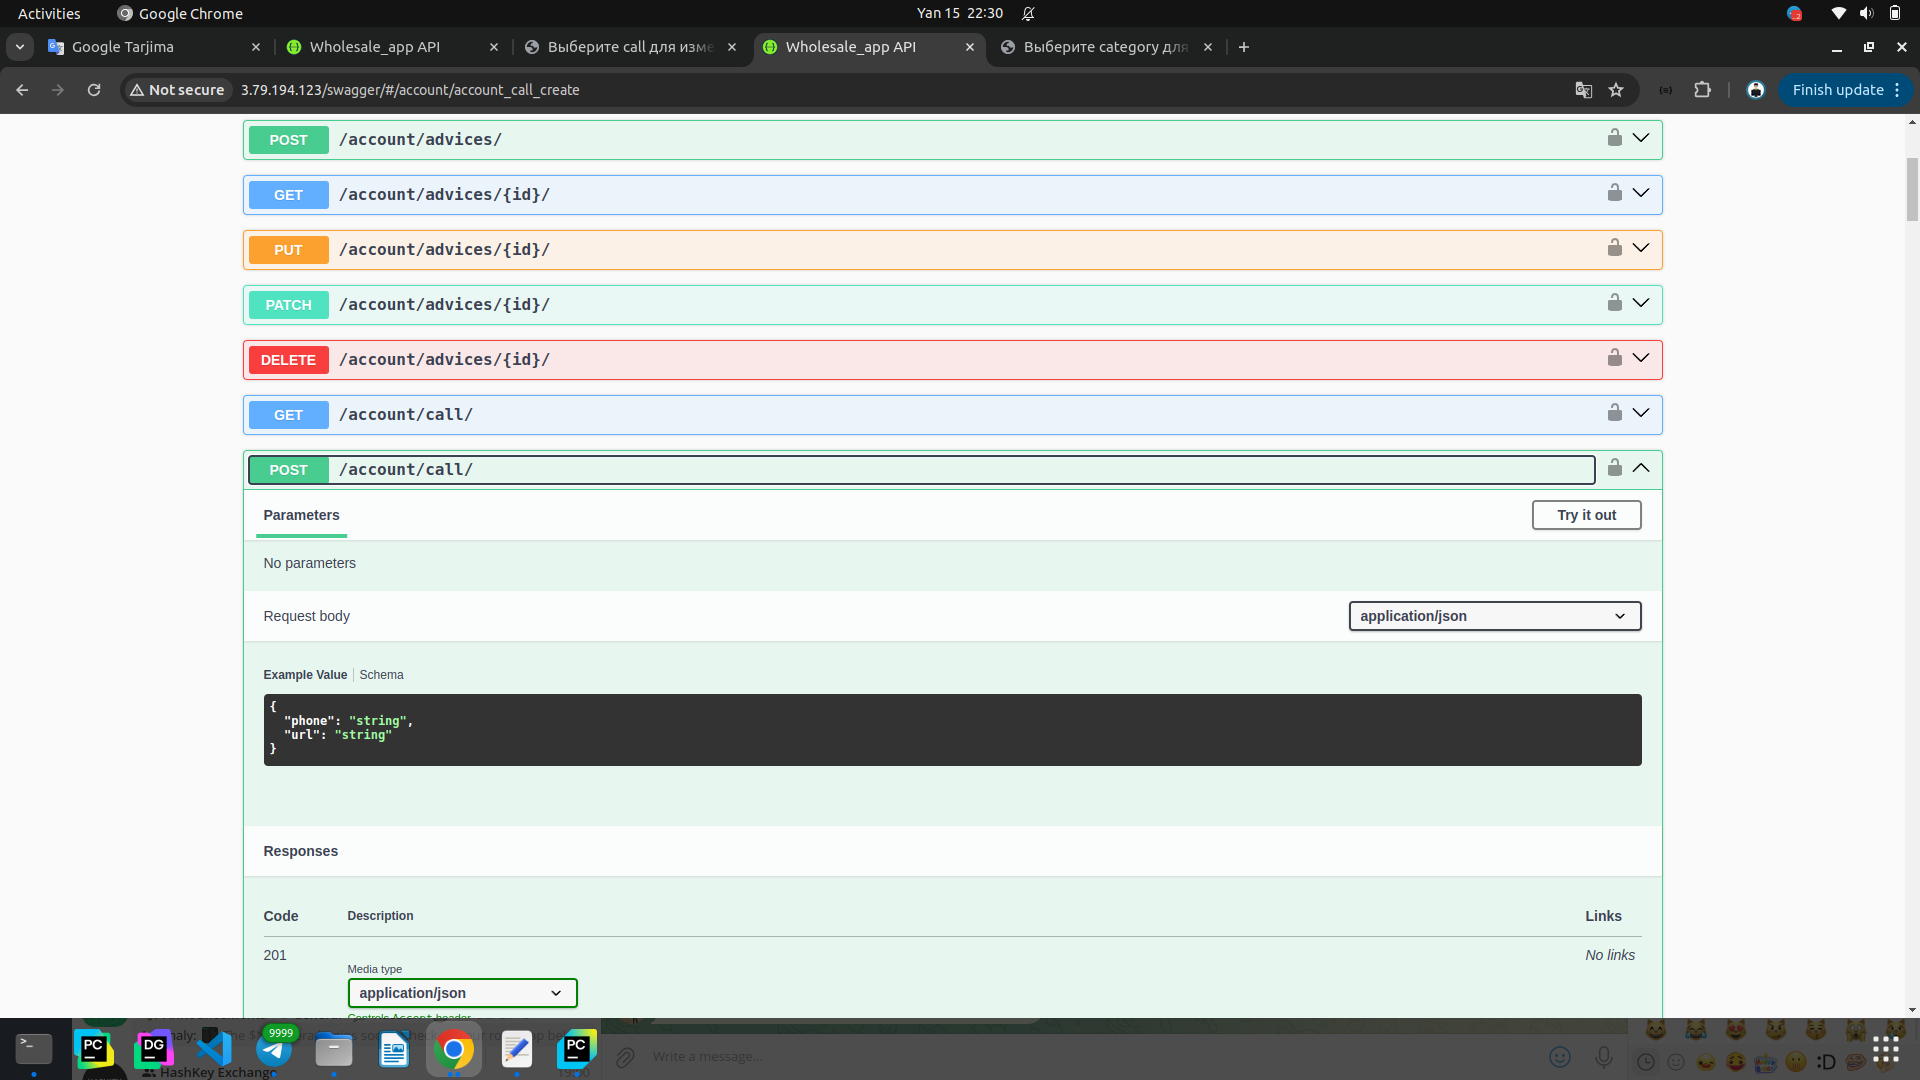 Activities
Google Chrome
Yan 15 22:30
Google Tarjima
Wholesale_app API
Выберите call для изме
Wholesale_app API
Выберите category для
Not secure
3.79.194.123/swagger/#/account/account_call_create
Finish update
POST /account/advices/
GET /account/advices/{id}/
PUT /account/advices/{id}/
PATCH /account/advices/{id}/
DELETE /account/advices/{id}/
GET /account/call/
POST /account/call/
Parameters
Try it out
No parameters
Request body
application/json
Example Value
Schema
{
"phone": "string",
"url": "string"
}
Responses
Code Description Links
201 No links
Media type
application/json
Controls Accept header
9999
Write a message...
HashKey Exchange